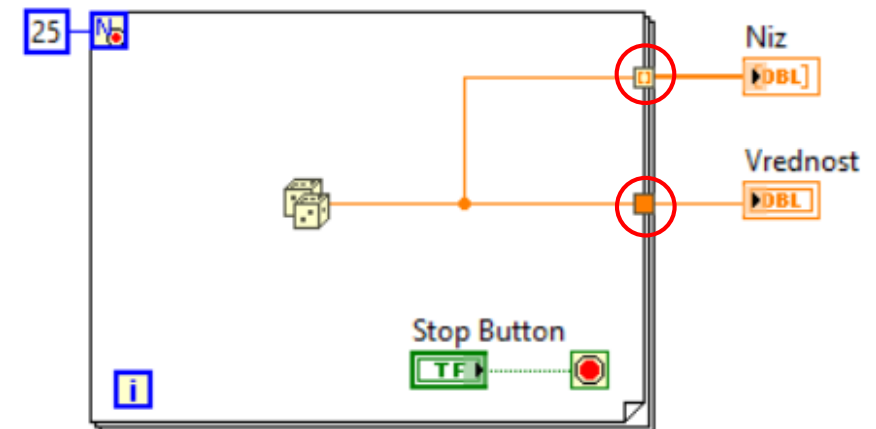 25
N
Niz
[DBL]
Vrednost
DBL
Stop Button
TF
i